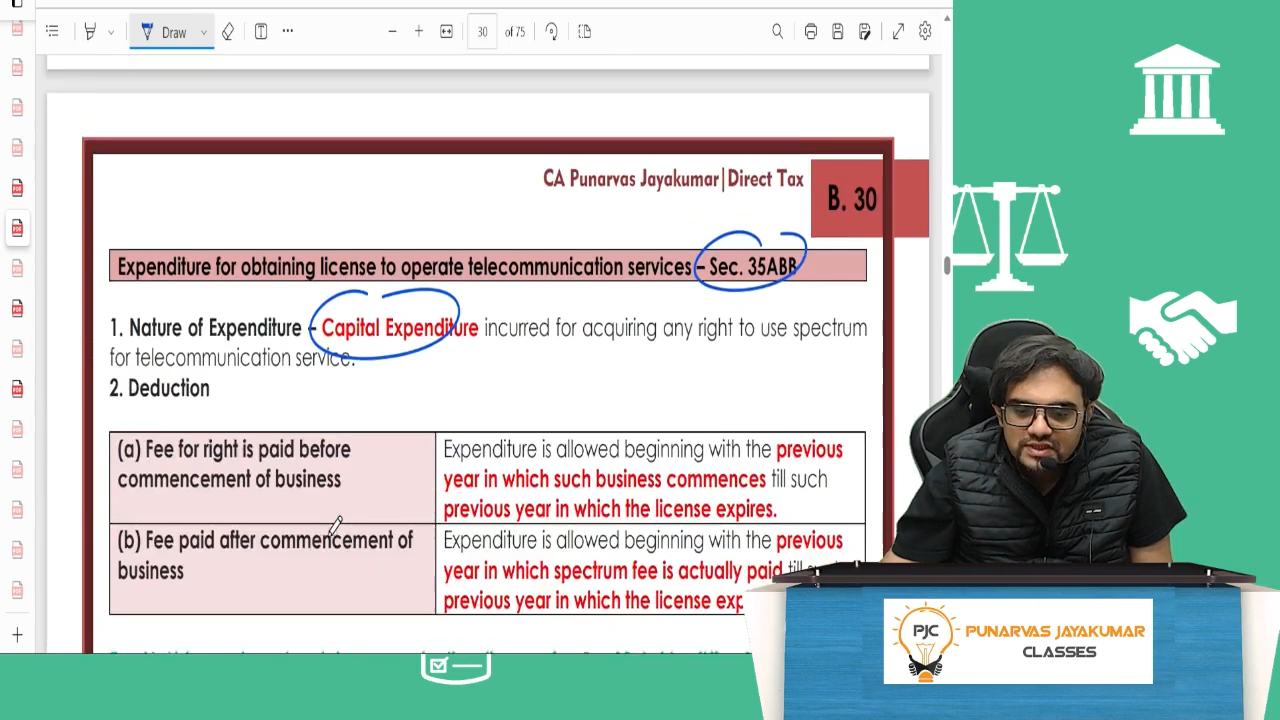 Draw
30
of 75
CA Punarvas Jayakumar|Direct Tax
B. 30
Expenditure for obtaining license to operate telecommunication services – Sec. 35ABB
1. Nature of Expenditure – Capital Expenditure incurred for acquiring any right to use spectrum
for telecommunication service.
2. Deduction
(a) Fee for right is paid before
commencement of business
Expenditure is allowed beginning with the previous
year in which such business commences till such
previous year in which the license expires.
(b) Fee paid after commencement of
business
Expenditure is allowed beginning with the previous
year in which spectrum fee is actually paid till
previous year in which the license exp
PJC
PUNARVAS JAYAKUMAR
CLASSES